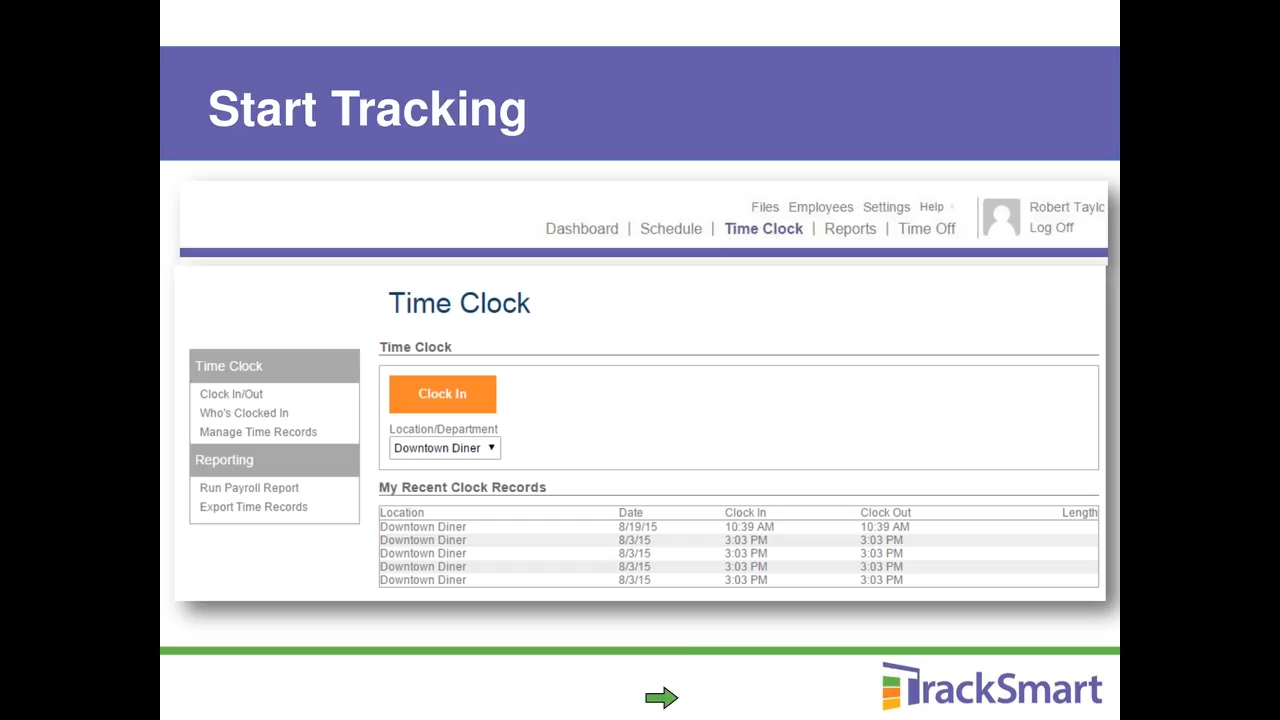 Start Tracking
Files Employees Settings Help
Robert Taylo
Dashboard | Schedule | Time Clock | Reports | Time Off
Log Off
Time Clock
Time Clock
Clock In/Out
Who's Clocked In
Manage Time Records
Reporting
Run Payroll Report
Export Time Records
Time Clock
Clock In
Location/Department
Downtown Diner
My Recent Clock Records
Location Date Clock In Clock Out Length
Downtown Diner 8/19/15 10:39 AM 10:39 AM
Downtown Diner 8/3/15 3:03 PM 3:03 PM
Downtown Diner 8/3/15 3:03 PM 3:03 PM
Downtown Diner 8/3/15 3:03 PM 3:03 PM
Downtown Diner 8/3/15 3:03 PM 3:03 PM
TrackSmart